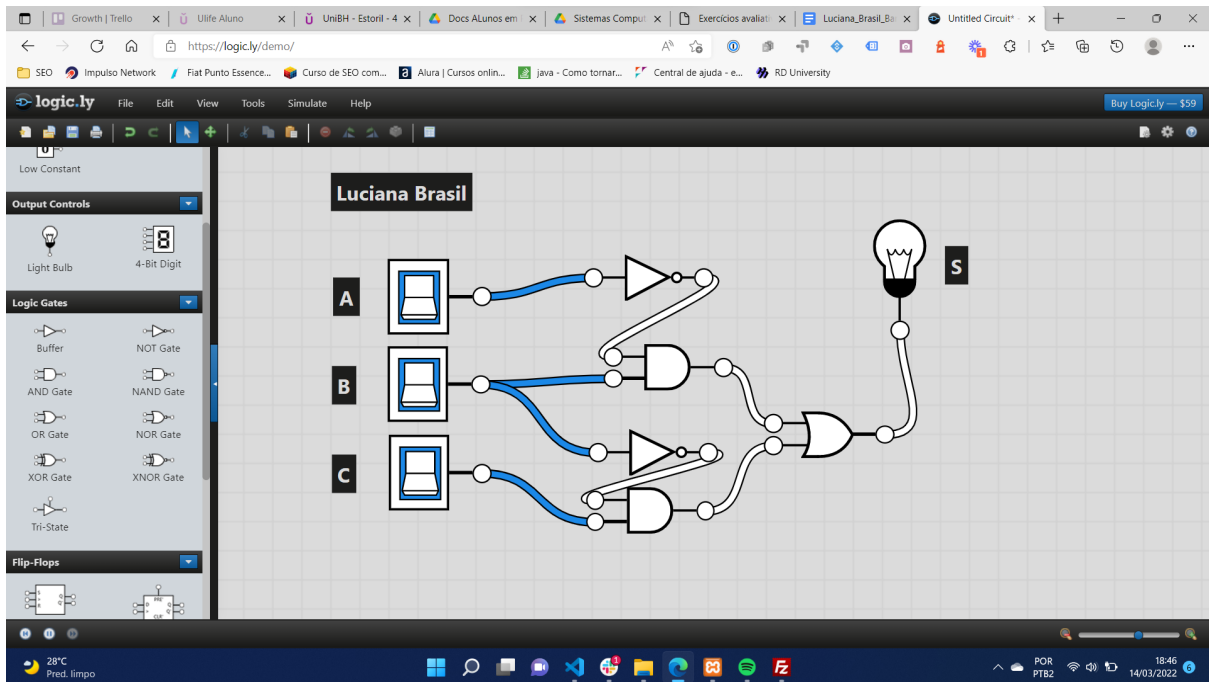 Growth | Trello
Ulife Aluno
UniBH - Estoril - 4
Docs ALunos em
Sistemas Comput
Exercícios avaliati
Luciana_Brasil_Ba
Untitled Circuit*
https://logic.ly/demo/
SEO
Impulso Network
Fiat Punto Essence...
Curso de SEO com...
Alura | Cursos onlin...
java - Como tornar...
Central de ajuda - e...
RD University
logic.ly
File
Edit
View
Tools
Simulate
Help
Buy Logic.ly — $59
Low Constant
Output Controls
Light Bulb
4-Bit Digit
Logic Gates
Buffer
NOT Gate
AND Gate
NAND Gate
OR Gate
NOR Gate
XOR Gate
XNOR Gate
Tri-State
Flip-Flops
Luciana Brasil
A
B
C
S
28°C
Pred. limpo
POR
PTB2
18:46
14/03/2022
6